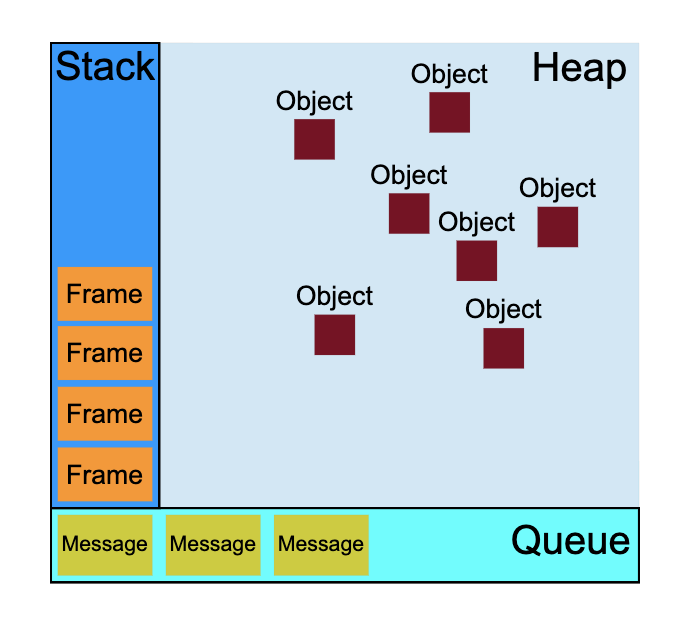 Stack
Heap
Object
Object
Object
Object
Object
Object
Object
Frame
Frame
Frame
Frame
Message
Message
Message
Queue